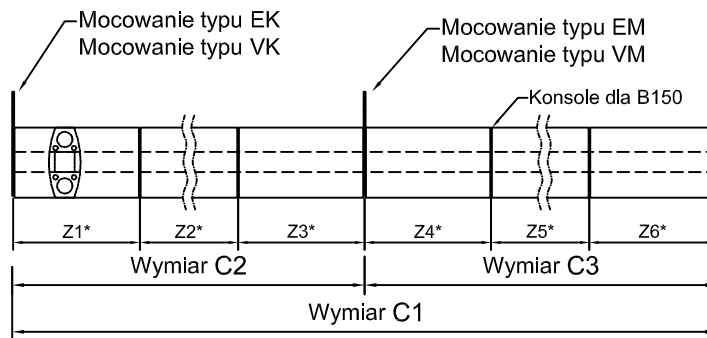 Mocowanie typu EK
Mocowanie typu VK
Mocowanie typu EM
Mocowanie typu VM
Konsole dla B150
Z1*
Z2*
Z3*
Z4*
Z5*
Z6*
Wymiar C2
Wymiar C3
Wymiar C1